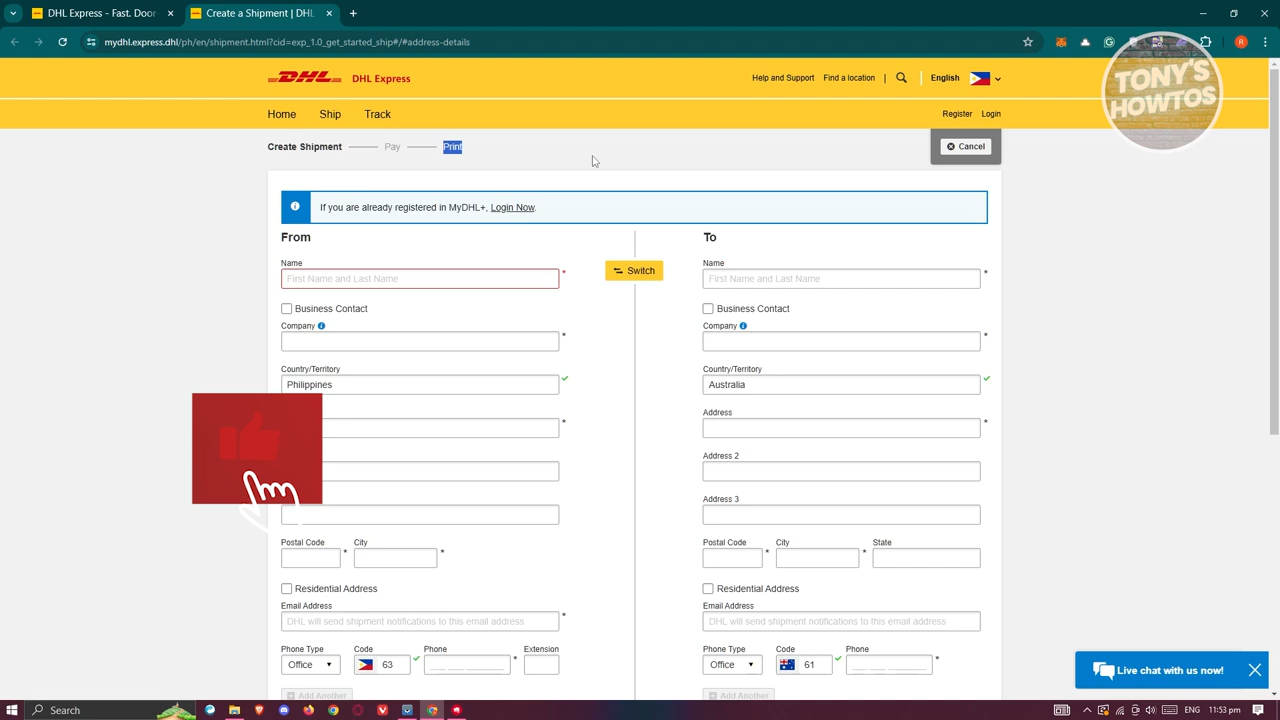 DHL Express - Fast. Doo
Create a Shipment | DHL
mydhl.express.dhl/ph/en/shipment.html?cid=exp_1.0_get_started_ship#/#address-details
DHL DHL Express
Help and Support Find a location | English
TONY'S
HOWTOS
Home Ship Track
Register Login
Create Shipment Pay Print
Cancel
If you are already registered in MyDHL+, Login Now.
From To
Switch
Name Name
First Name and Last Name * First Name and Last Name *
Business Contact Business Contact
Company Company
* *
Country/Territory Country/Territory
Philippines Australia
Address
* *
Address 2
Address 3
Postal Code City Postal Code City State
* * * *
Residential Address Residential Address
Email Address Email Address
DHL will send shipment notifications to this email address * DHL will send shipment notifications to this email address
Phone Type Code Phone Extension Phone Type Code Phone
Office 63 * Office 61 *
Add Another Add Another
Live chat with us now!
Search ENG 11:53 pm